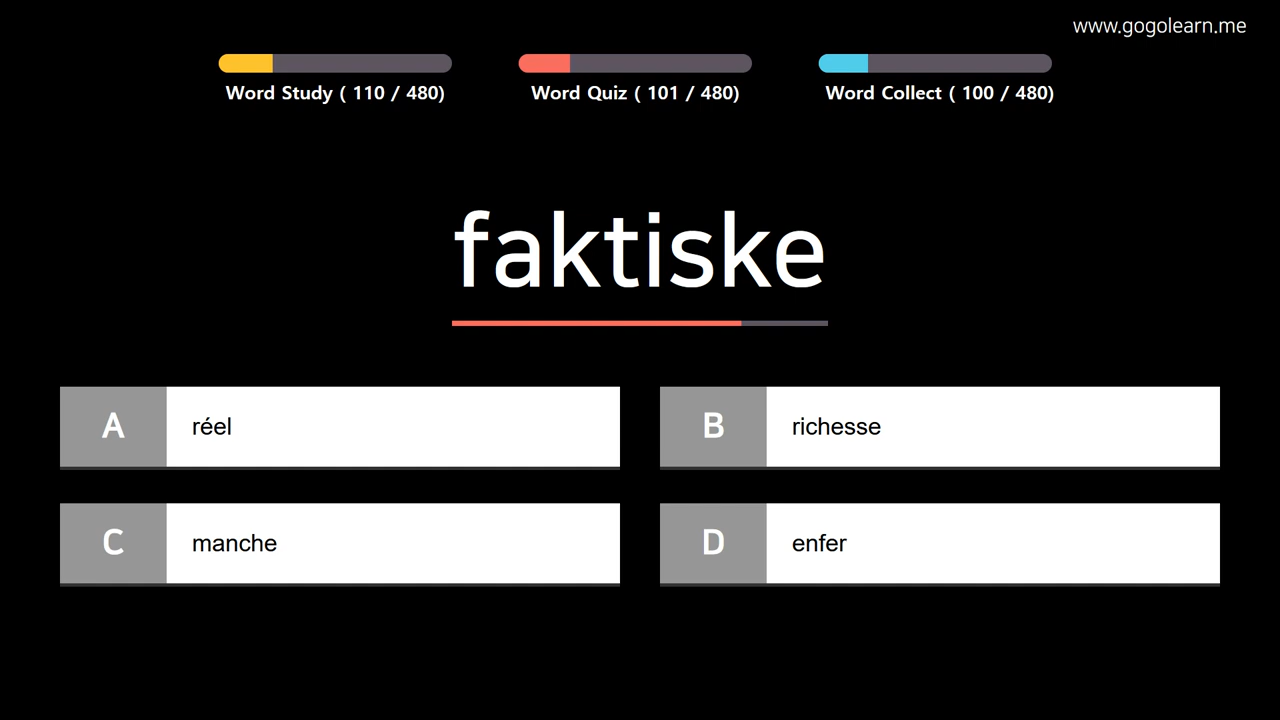 www.gogolearn.me
Word Study ( 110 / 480)
Word Quiz ( 101 / 480)
Word Collect ( 100 / 480)
faktiske
A réel
B richesse
C manche
D enfer